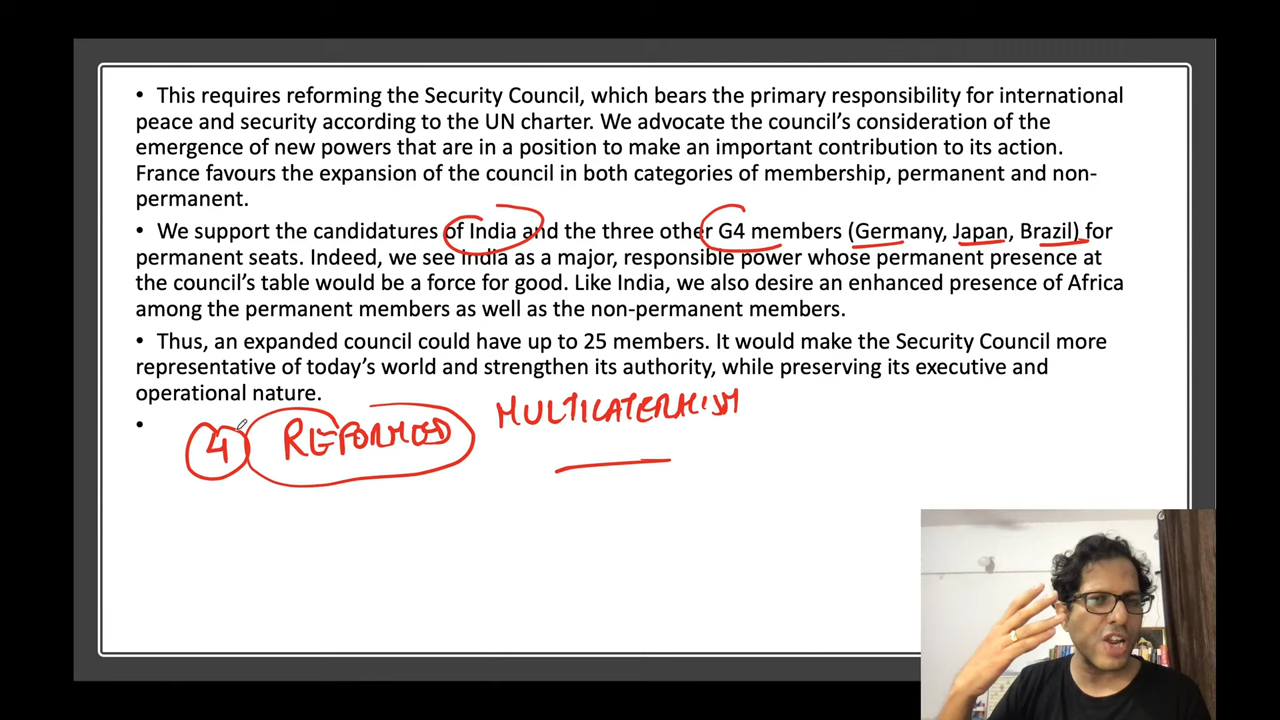 • This requires reforming the Security Council, which bears the primary responsibility for international
peace and security according to the UN charter. We advocate the council's consideration of the
emergence of new powers that are in a position to make an important contribution to its action.
France favours the expansion of the council in both categories of membership, permanent and non-
permanent.
• We support the candidatures of India and the three other G4 members (Germany, Japan, Brazil) for
permanent seats. Indeed, we see India as a major, responsible power whose permanent presence at
the council's table would be a force for good. Like India, we also desire an enhanced presence of Africa
among the permanent members as well as the non-permanent members.
• Thus, an expanded council could have up to 25 members. It would make the Security Council more
representative of today's world and strengthen its authority, while preserving its executive and
operational nature.
• 4 REFORMED MULTILATERALISM